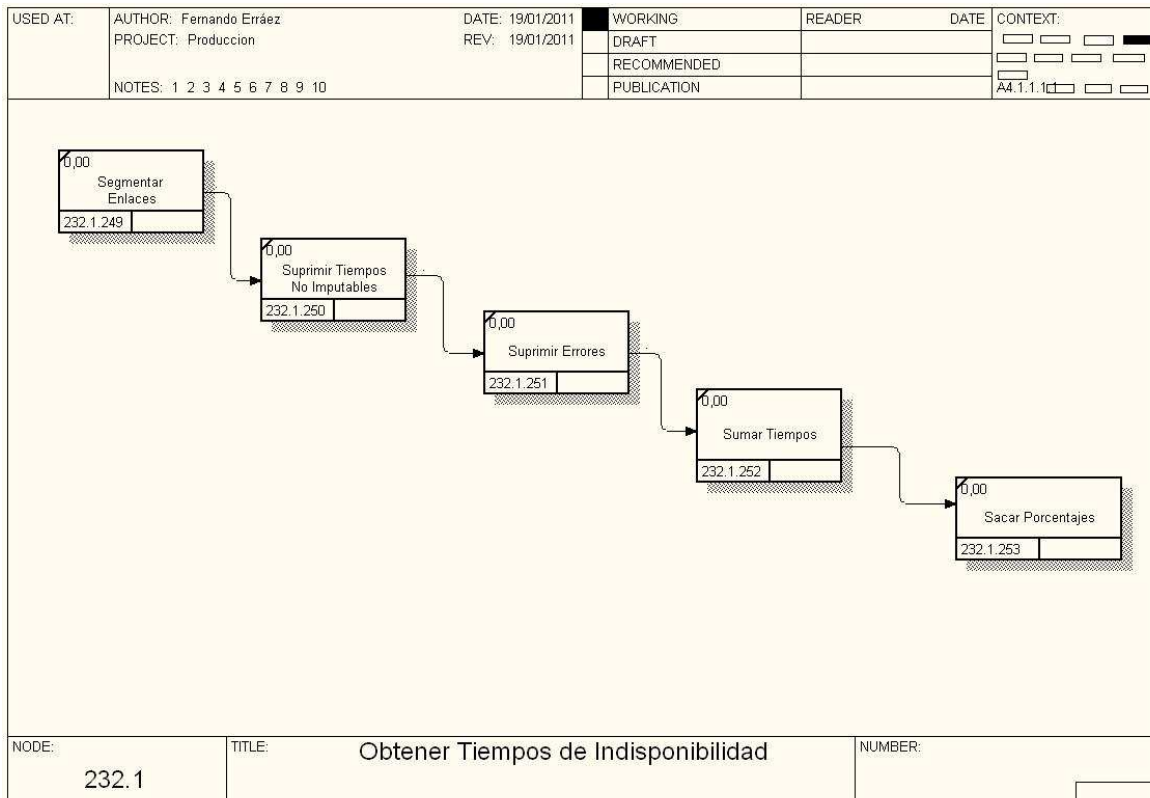 USED AT:
AUTHOR: Fernando Erráez
DATE: 19/01/2011
PROJECT: Produccion
REV: 19/01/2011
NOTES: 1 2 3 4 5 6 7 8 9 10
WORKING
DRAFT
RECOMMENDED
PUBLICATION
READER
DATE
CONTEXT:
A4.1.1.1.1
0,00
Segmentar
Enlaces
232.1.249
0,00
Suprimir Tiempos
No Imputables
232.1.250
0,00
Suprimir Errores
232.1.251
0,00
Sumar Tiempos
232.1.252
0,00
Sacar Porcentajes
232.1.253
NODE:
232.1
TITLE:
Obtener Tiempos de Indisponibilidad
NUMBER: